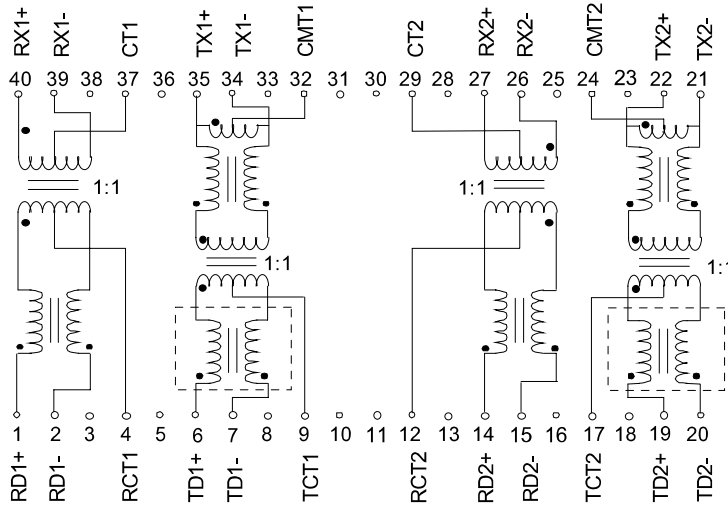 RX1+ RX1- CT1 TX1+ TX1- CMT1 CT2 RX2+ RX2- CMT2 TX2+ TX2-
40 39 38 37 36 35 34 33 32 31 30 29 28 27 26 25 24 23 22 21
1:1 1:1
1:1 1:1
1 2 3 4 5 6 7 8 9 10 11 12 13 14 15 16 17 18 19 20
RD1+ RD1- RCT1 TD1+ TD1- TCT1 RCT2 RD2+ RD2- TCT2 TD2+ TD2-